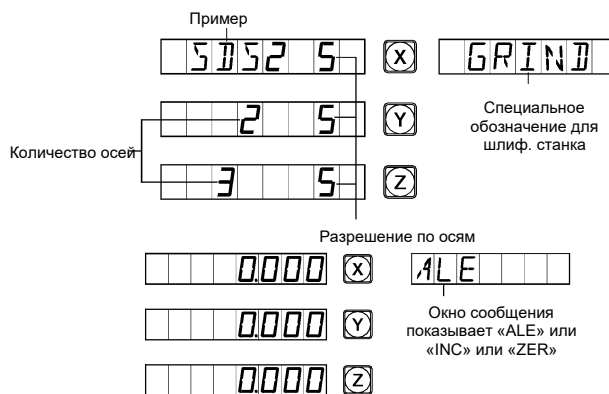 Пример
SDS2 5 X GRIND
2 5 Y
Специальное
обозначение для
шлиф. станка
Количество осей
3 5 Z
Разрешение по осям
0.000 X ALE
0.000 Y
Окно сообщения
показывает «ALE» или
«INC» или «ZER»
0.000 Z